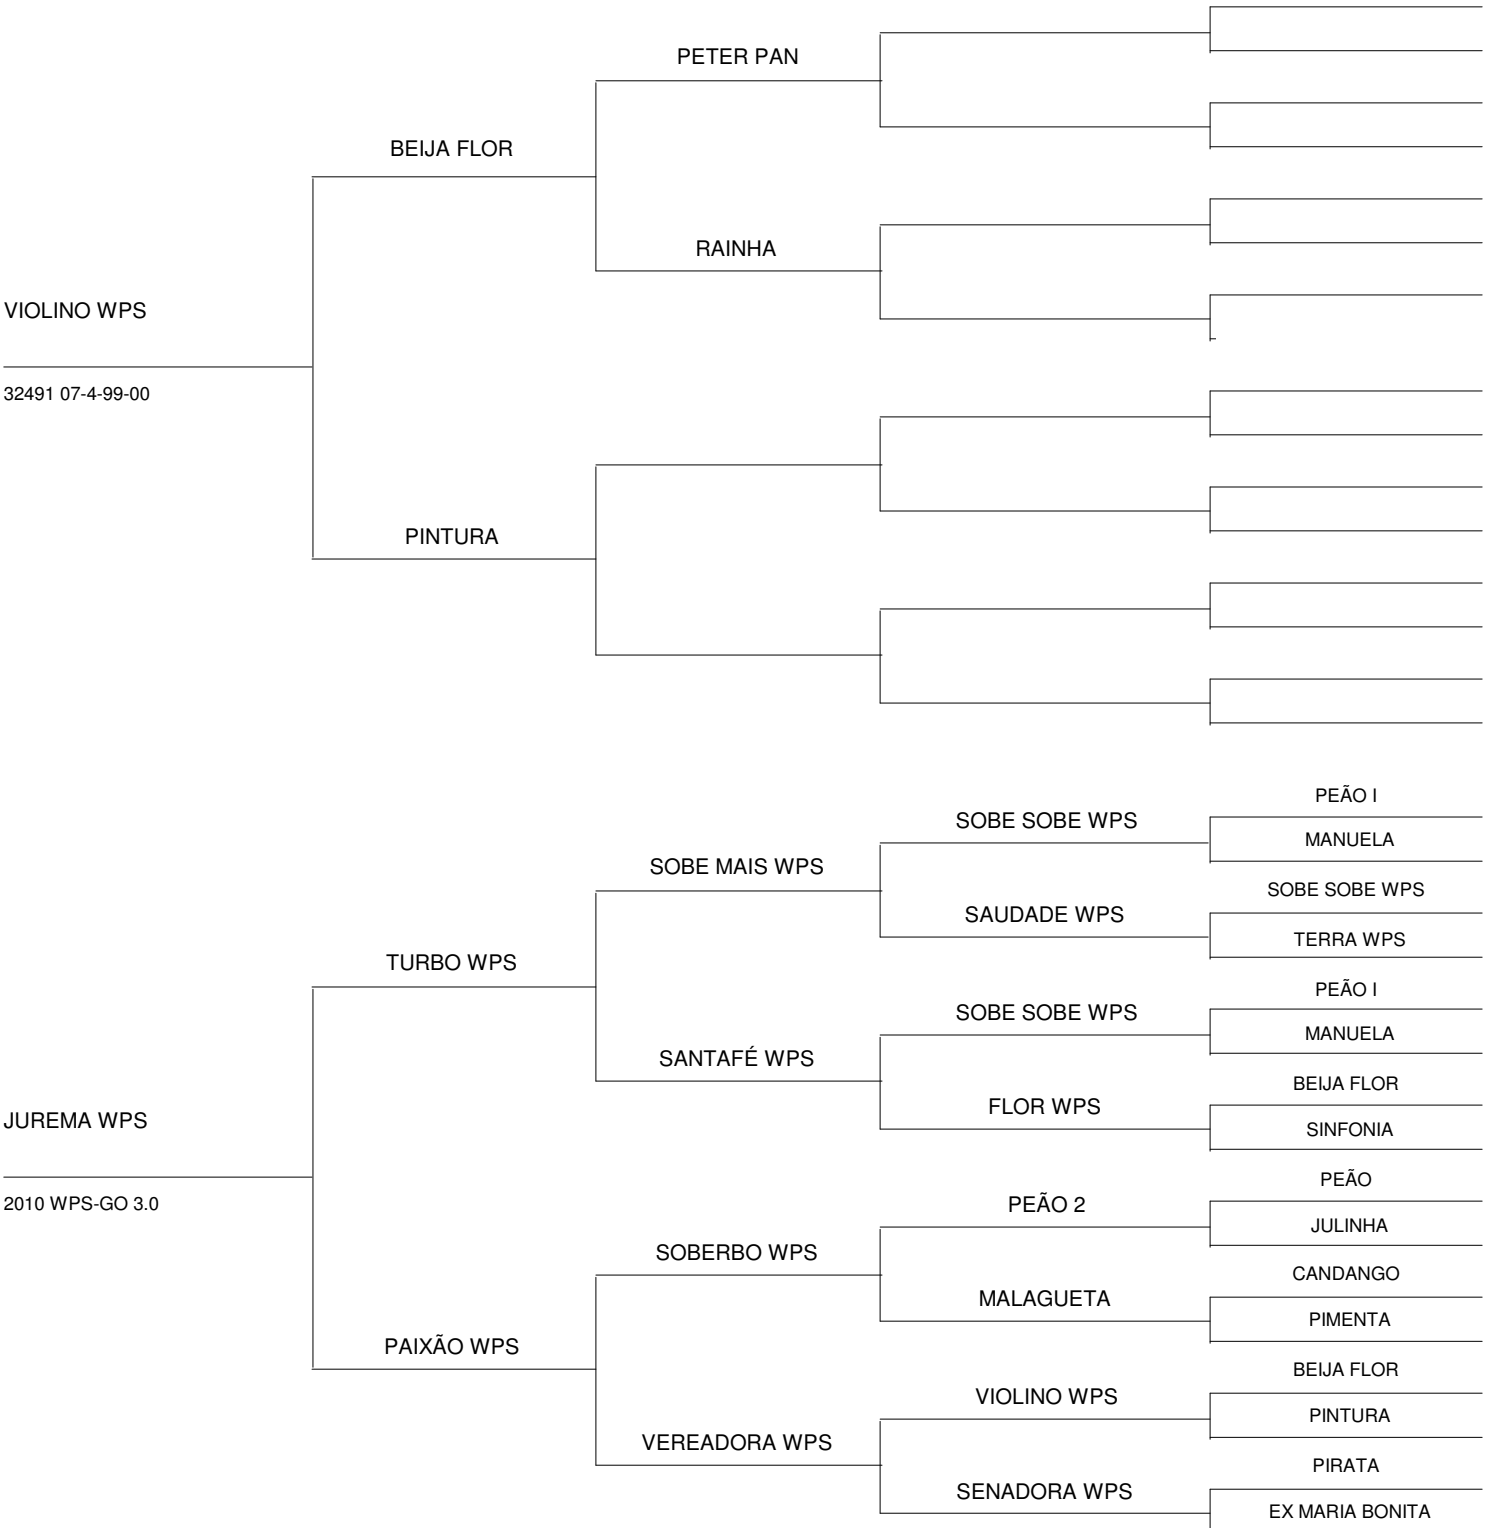 PETER PAN
BEIJA FLOR
RAINHA
VIOLINO WPS
32491 07-4-99-00
PINTURA
PEÃO I
SOBE SOBE WPS
MANUELA
SOBE MAIS WPS
SOBE SOBE WPS
SAUDADE WPS
TERRA WPS
TURBO WPS
PEÃO I
SOBE SOBE WPS
MANUELA
SANTAFÉ WPS
BEIJA FLOR
FLOR WPS
SINFONIA
JUREMA WPS
2010 WPS-GO 3.0
PEÃO
PEÃO 2
JULINHA
SOBERBO WPS
CANDANGO
MALAGUETA
PIMENTA
PAIXÃO WPS
BEIJA FLOR
VIOLINO WPS
PINTURA
VEREADORA WPS
PIRATA
SENADORA WPS
EX MARIA BONITA